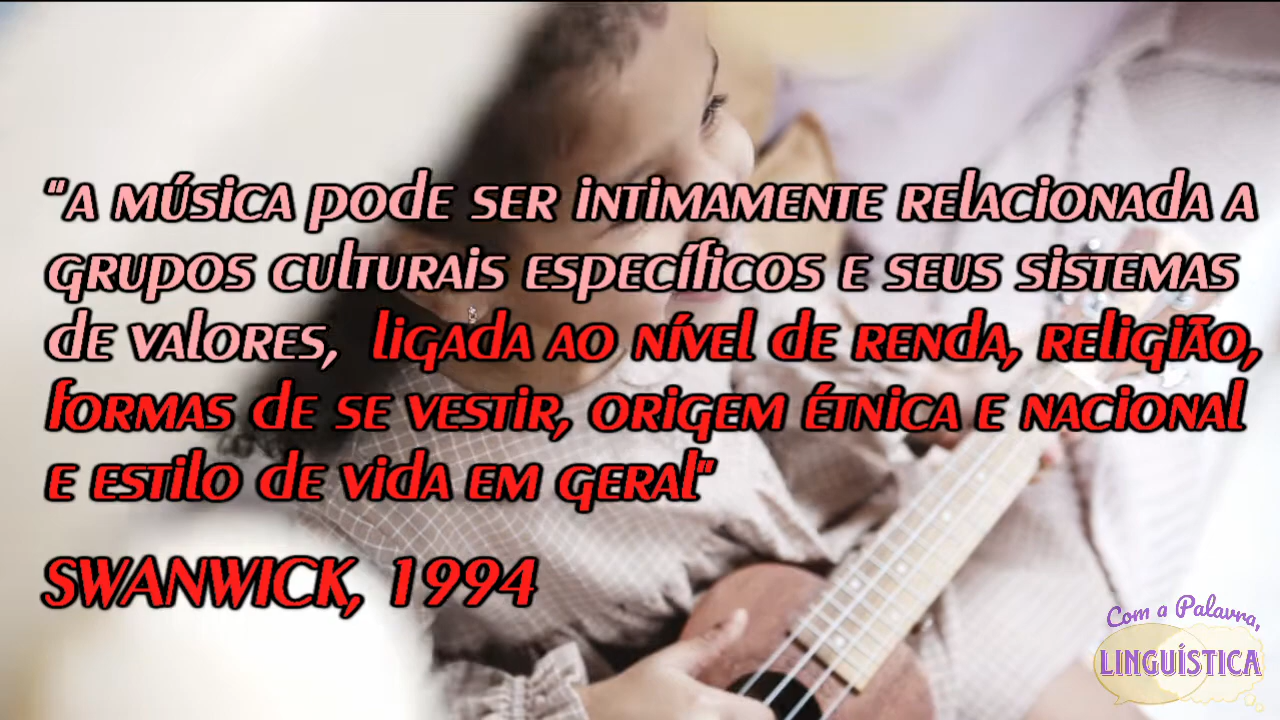 "A MÚSICA PODE SER INTIMAMENTE RELACIONADA A
GRUPOS CULTURAIS ESPECÍFICOS E SEUS SISTEMAS
DE VALORES, LIGADA AO NÍVEL DE RENDA, RELIGIÃO,
FORMAS DE SE VESTIR, ORIGEM ÉTNICA E NACIONAL
E ESTILO DE VIDA EM GERAL"
SWANWICK, 1994
Com a Palavra,
LINGUÍSTICA